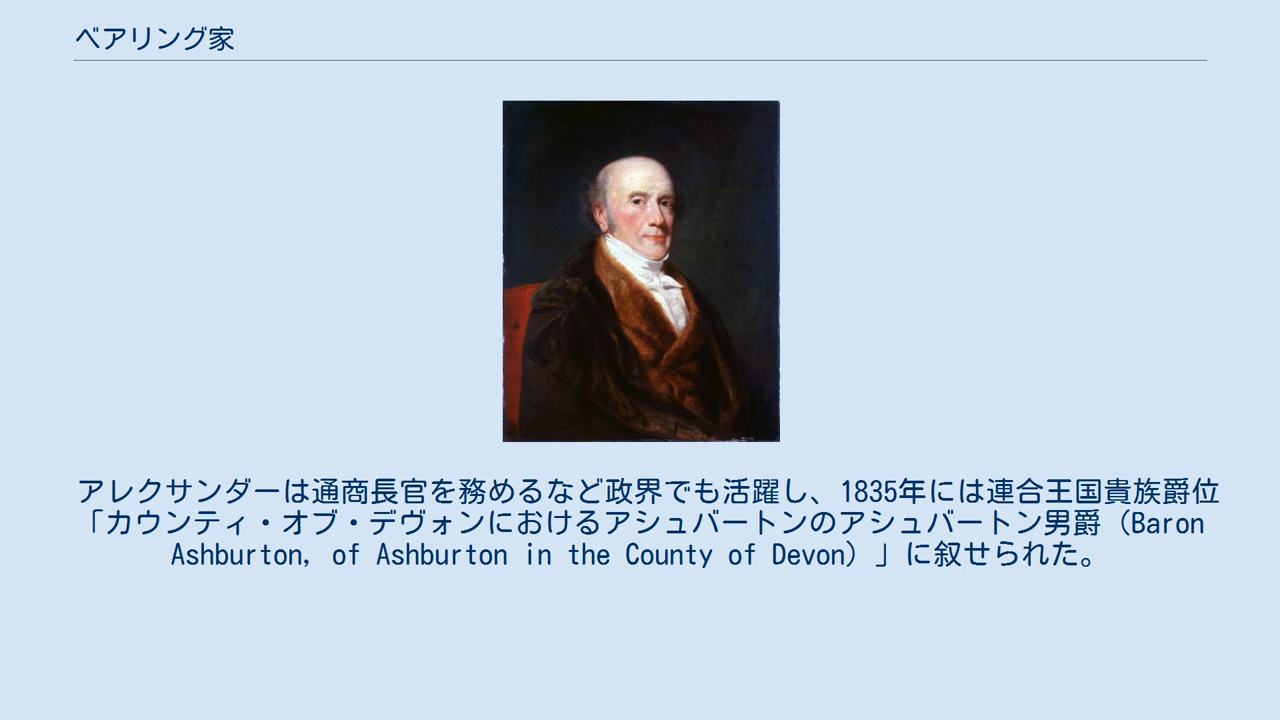 ベアリング家
アレクサンダーは通商長官を務めるなど政界でも活躍し、1835年には連合王国貴族爵位
「カウンティ・オブ・デヴォンにおけるアシュバートンのアシュバートン男爵（Baron
Ashburton, of Ashburton in the County of Devon）」に叙せられた。